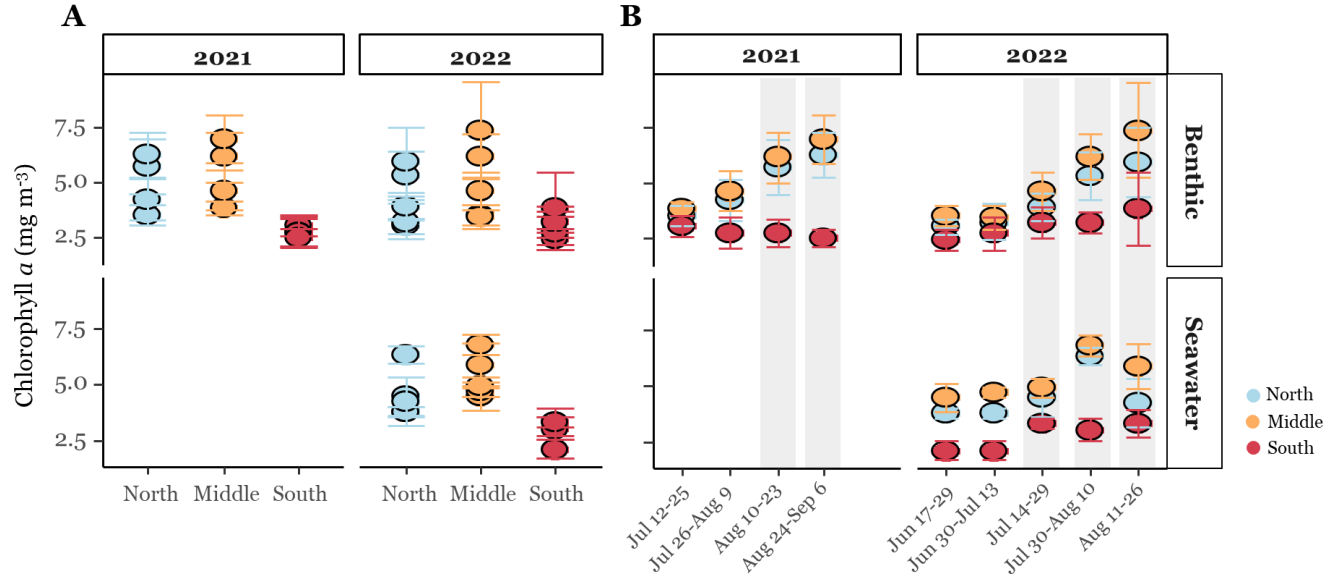 A
B
2021
2022
2021
2022
Chlorophyll a (mg m⁻³)
7.5
5.0
2.5
7.5
5.0
2.5
Benthic
Seawater
North
Middle
South
North
Middle
South
Jul 12-25
Jul 26-Aug 9
Aug 10-23
Aug 24-Sep 6
Jun 17-29
Jun 30-Jul 13
Jul 14-29
Jul 30-Aug 10
Aug 11-26
North
Middle
South